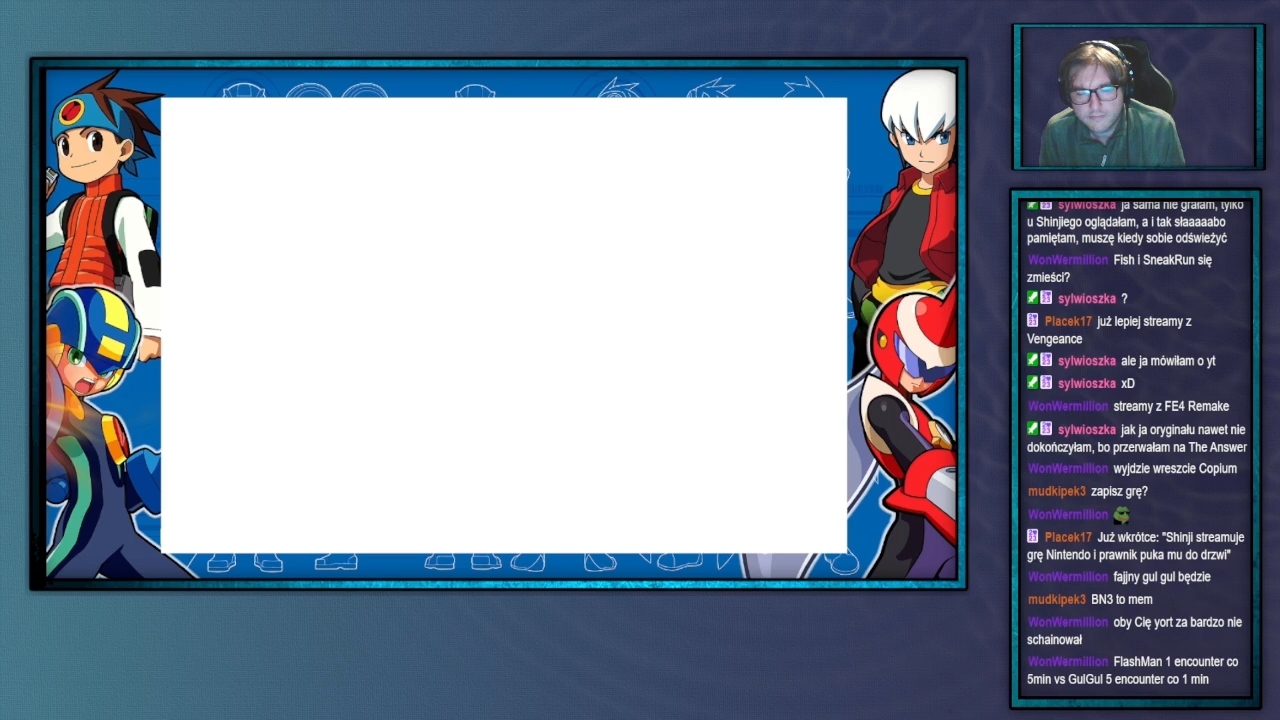 sylwioszka ja sama nie grałam, tylko
u Shinjiego oglądałam, a i tak słaaaaabo
pamiętam, muszę kiedy sobie odświeżyć
WonWermillion Fish i SneakRun się
zmieści?
sylwioszka ?
Placek17 już lepiej streamy z
Vengeance
sylwioszka ale ja mówiłam o yt
sylwioszka xD
WonWermillion streamy z FE4 Remake
sylwioszka jak ja oryginału nawet nie
dokończyłam, bo przerwałam na The Answer
WonWermillion wyjdzie wreszcie Copium
mudkipek3 zapisz grę?
WonWermillion
Placek17 Już wkrótce: "Shinji streamuje
grę Nintendo i prawnik puka mu do drzwi"
WonWermillion fajjny gul gul będzie
mudkipek3 BN3 to mem
WonWermillion oby Cię yort za bardzo nie
schainował
WonWermillion FlashMan 1 encounter co
5min vs GulGul 5 encounter co 1 min